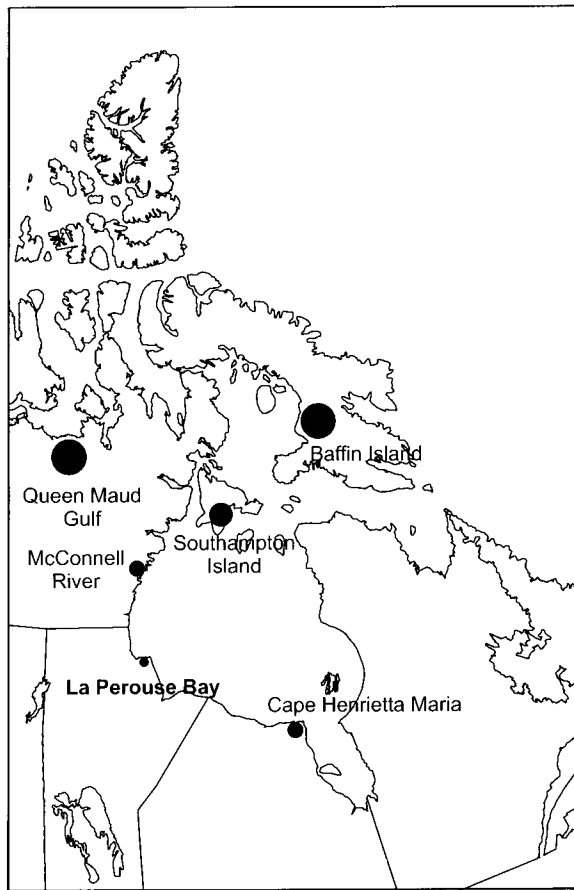 Baffin Island
Queen Maud
Gulf
Southampton
Island
McConnell
River
La Perouse Bay
Cape Henrietta Maria